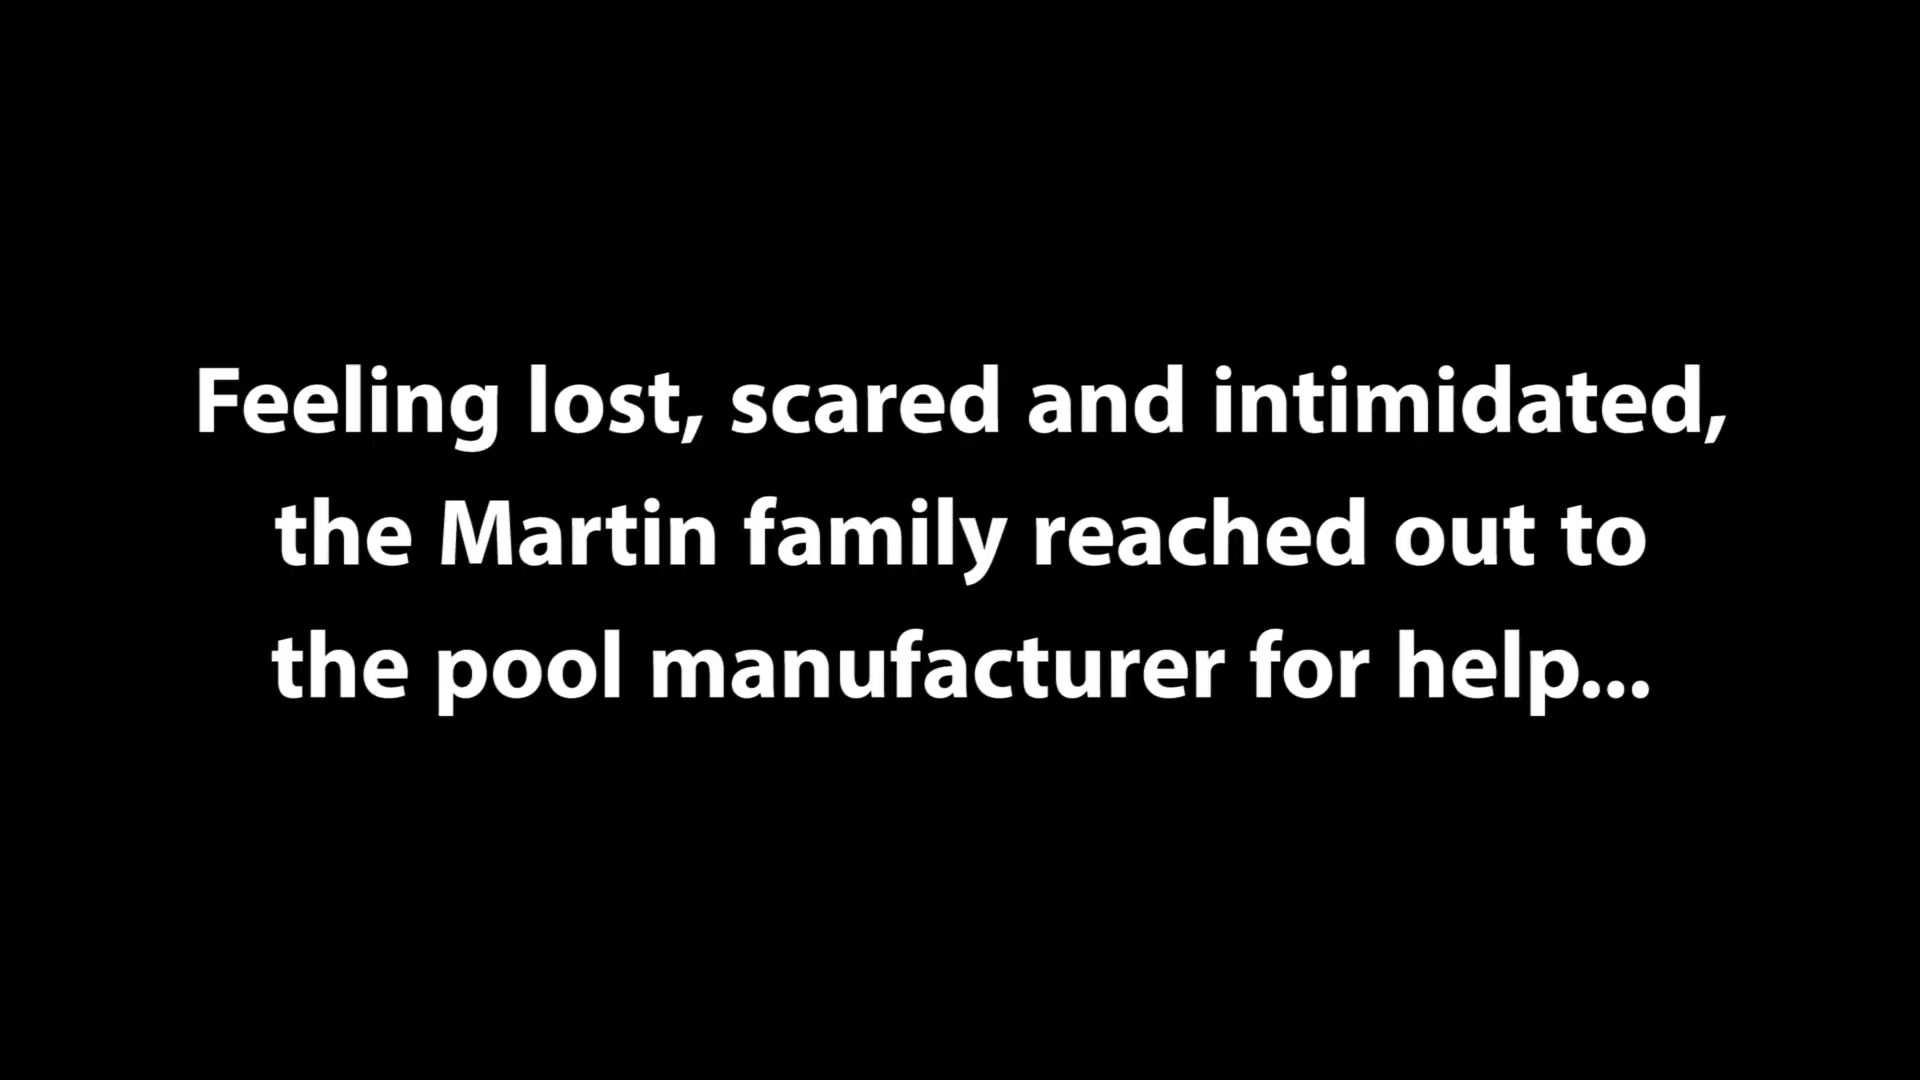 Feeling lost, scared and intimidated,
the Martin family reached out to
the pool manufacturer for help...